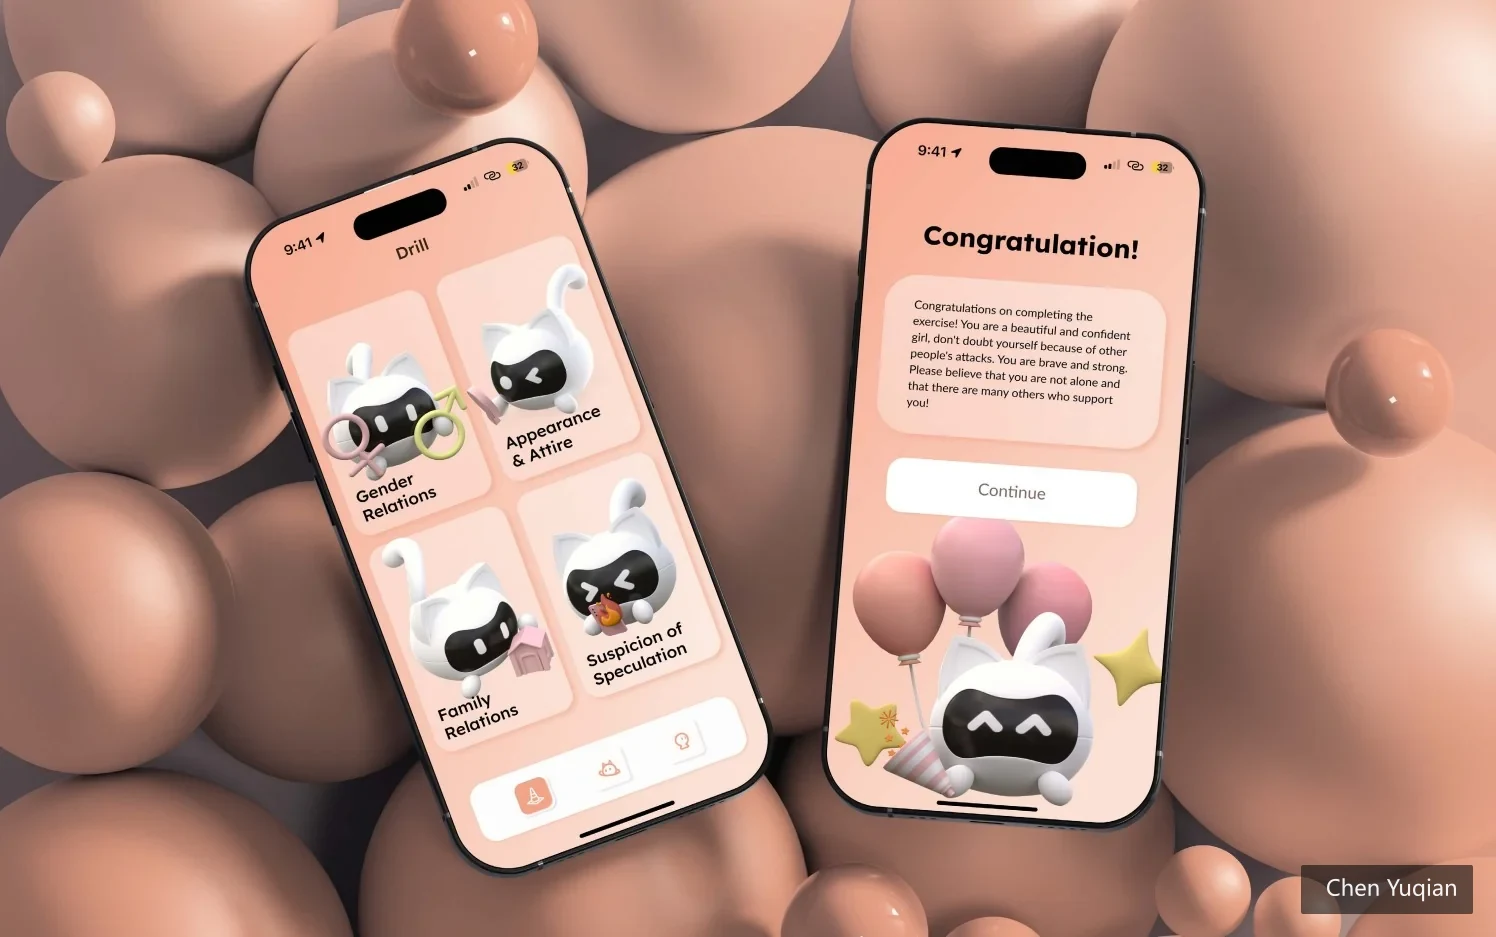 9:41
32
Drill
Gender
Relations
Appearance
& Attire
Family
Relations
Suspicion of
Speculation
9:41
32
Congratulation!
Congratulations on completing the
exercise! You are a beautiful and confident
girl, don't doubt yourself because of other
people's attacks. You are brave and strong.
Please believe that you are not alone and
that there are many others who support
you!
Continue
Chen Yuqian